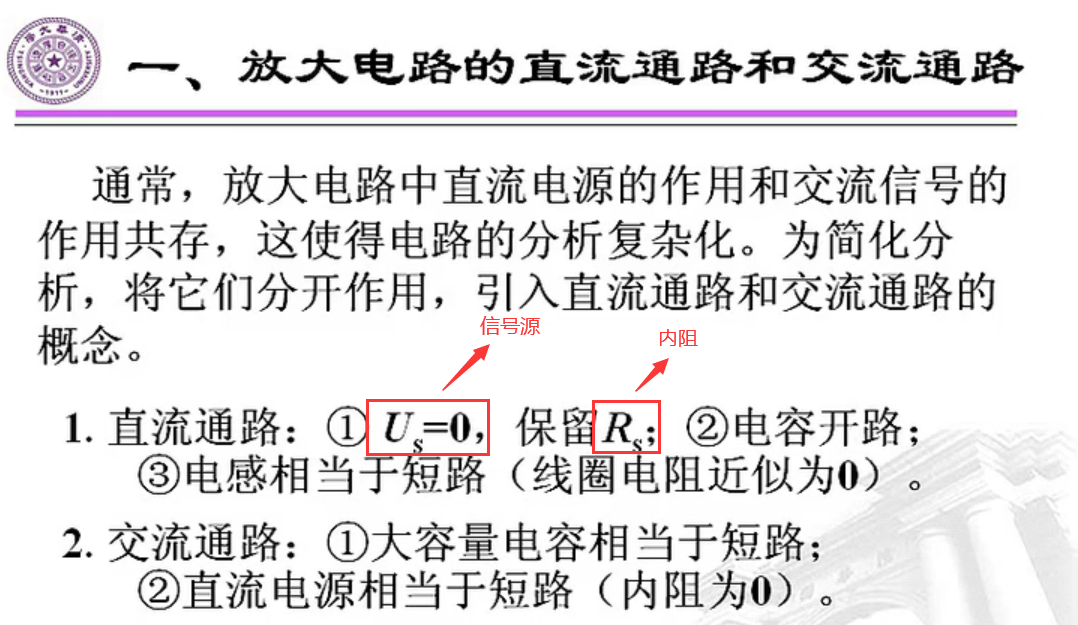 一、放大电路的直流通路和交流通路
通常，放大电路中直流电源的作用和交流信号的
作用共存，这使得电路的分析复杂化。为简化分
析，将它们分开作用，引入直流通路和交流通路的
概念。
信号源
内阻
1. 直流通路：① Us=0，保留Rs；②电容开路；
③电感相当于短路（线圈电阻近似为0）。
2. 交流通路：①大容量电容相当于短路；
②直流电源相当于短路（内阻为0）。